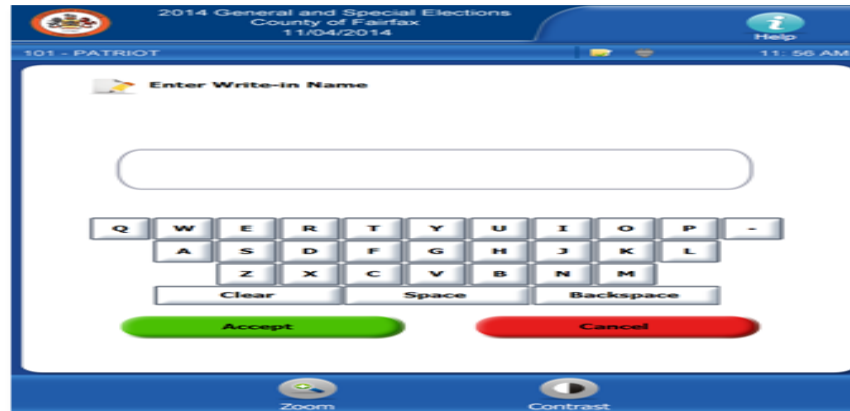 2014 General and Special Elections
County of Fairfax
11/04/2014
Help
101 - PATRIOT
11: 56 AM
Enter Write-in Name
Q W E R T Y U I O P -
A S D F G H J K L
Z X C V B N M
Clear Space Backspace
Accept Cancel
Zoom Contrast